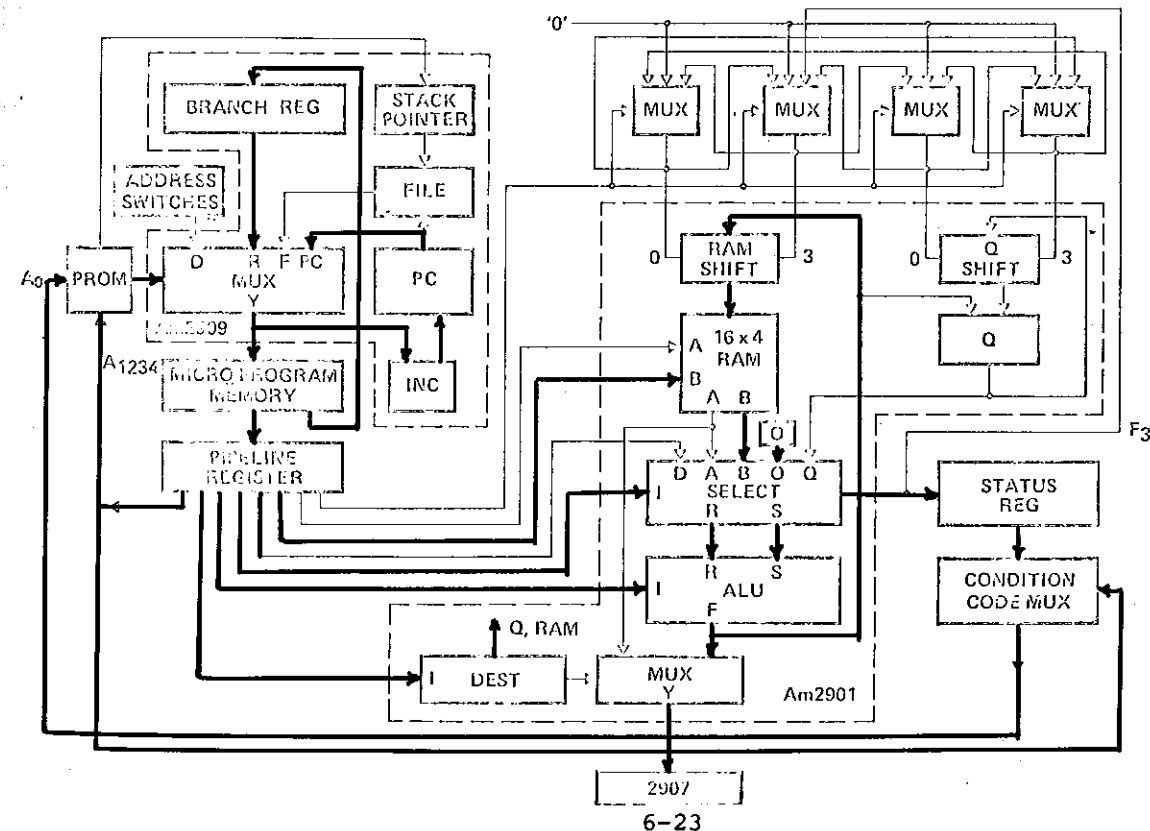 '0'
BRANCH REG
STACK
POINTER
MUX
MUX
MUX
MUX
ADDRESS
SWITCHES
FILE
D R F PC
MUX
Y
PC
A0
PROM
0
RAM
SHIFT
3
0
Q
SHIFT
3
A1234
MICROPROGRAM
MEMORY
INC
A
B
16 x 4
RAM
A B
Q
[0]
PIPELINE
REGISTER
D A B O Q
I
SELECT
R S
STATUS
REG
F3
R S
I
ALU
F
CONDITION
CODE MUX
Q, RAM
I
DEST
MUX
Y
Am2901
2907
6-23